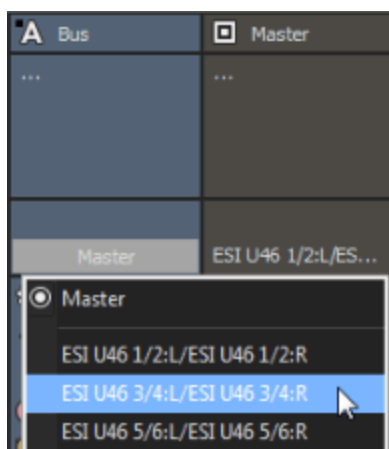 A Bus
Master
...
...
Master
ESI U46 1/2:L/ES...
Master
ESI U46 1/2:L/ESI U46 1/2:R
ESI U46 3/4:L/ESI U46 3/4:R
ESI U46 5/6:L/ESI U46 5/6:R